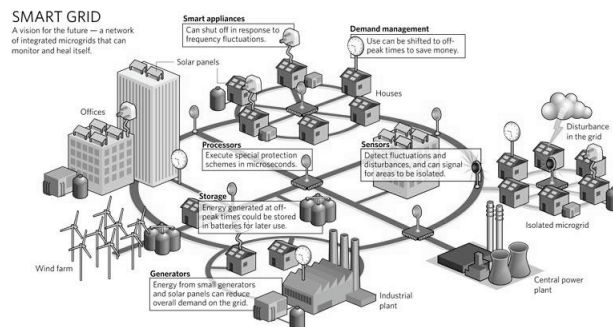 SMART GRID
A vision for the future — a network
of integrated microgrids that can
monitor and heal itself.
Smart appliances
Can shut off in response to
frequency fluctuations.
Demand management
Use can be shifted to off-
peak times to save money.
Solar panels
Houses
Offices
Disturbance
in the grid
Processors
Execute special protection
schemes in microseconds.
Sensors
Detect fluctuations and
disturbances, and can signal
for areas to be isolated.
Storage
Energy generated at off-
peak times could be stored
in batteries for later use.
Isolated microgrid
Wind farm
Generators
Energy from small generators
and solar panels can reduce
overall demand on the grid.
Industrial
plant
Central power
plant